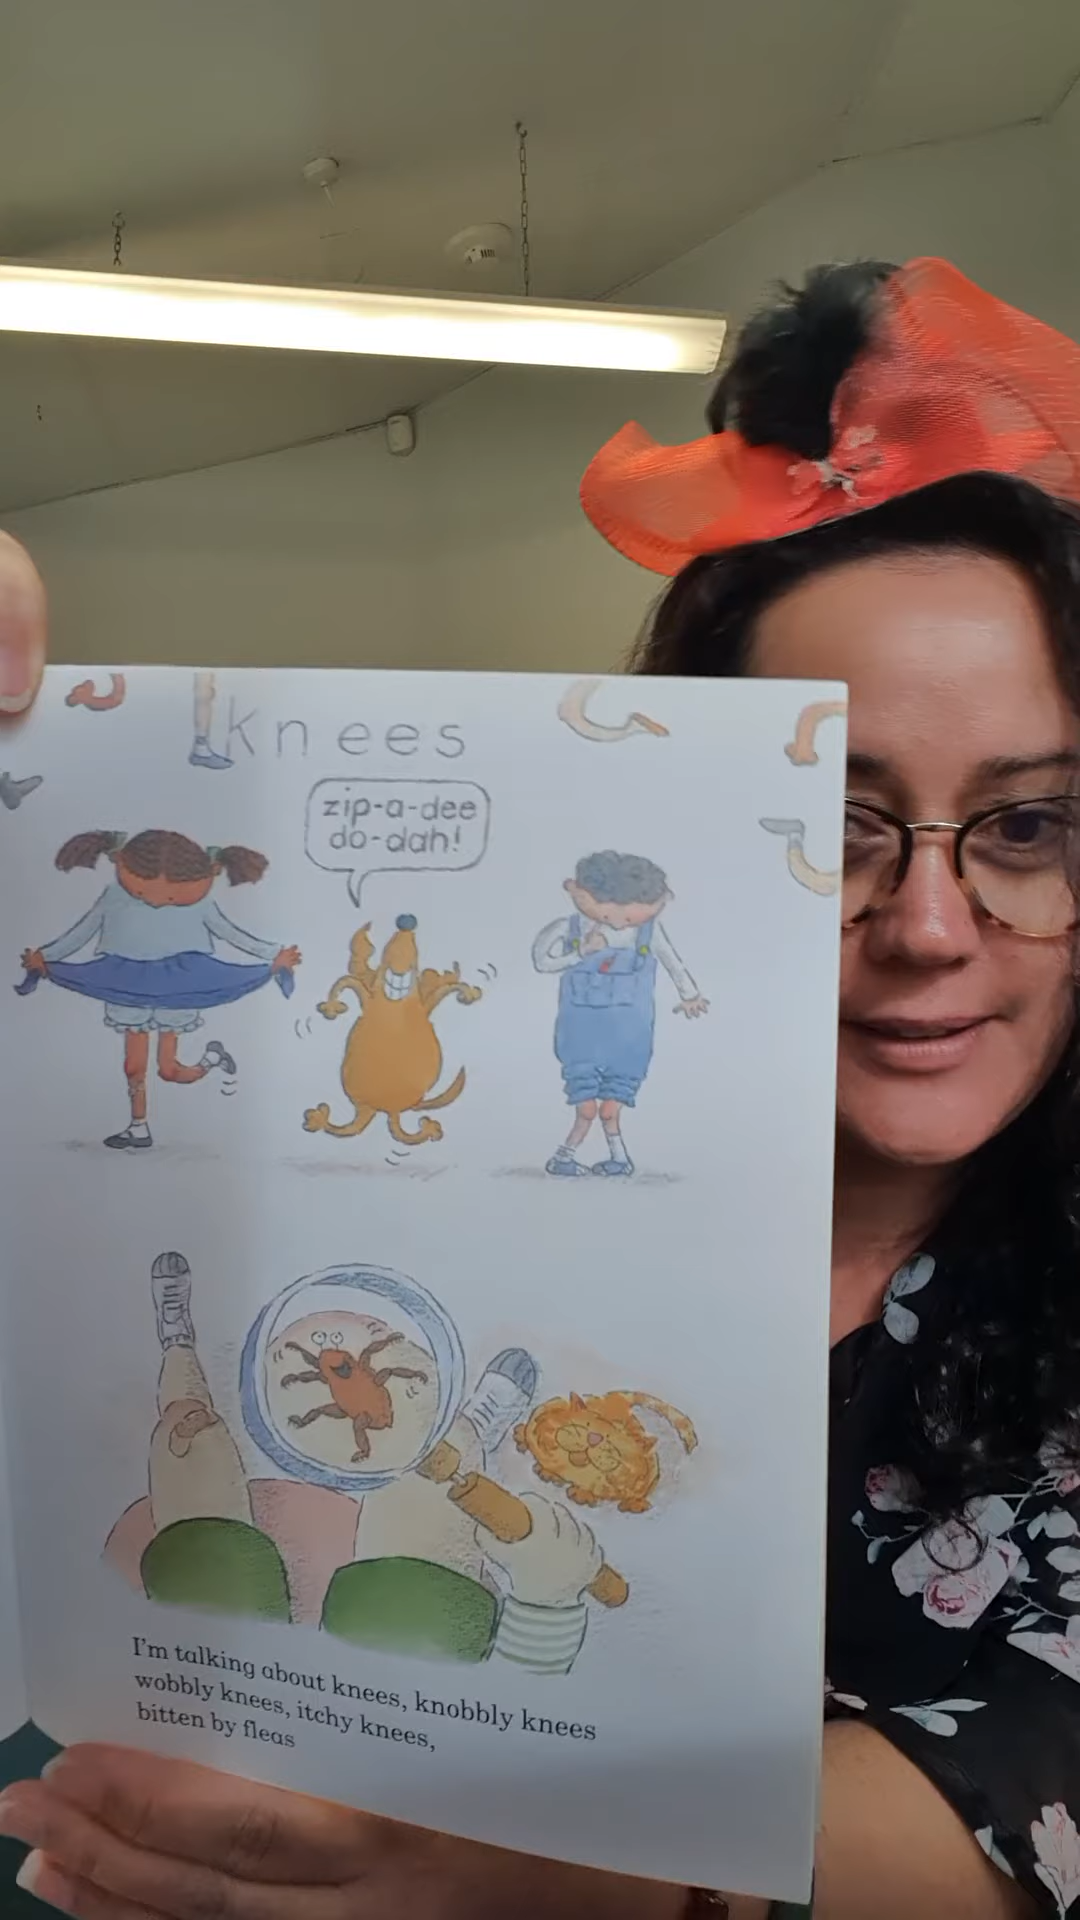 knees
zip-a-dee
do-dah!
I'm talking about knees, knobbly knees
wobbly knees, itchy knees,
bitten by fleas